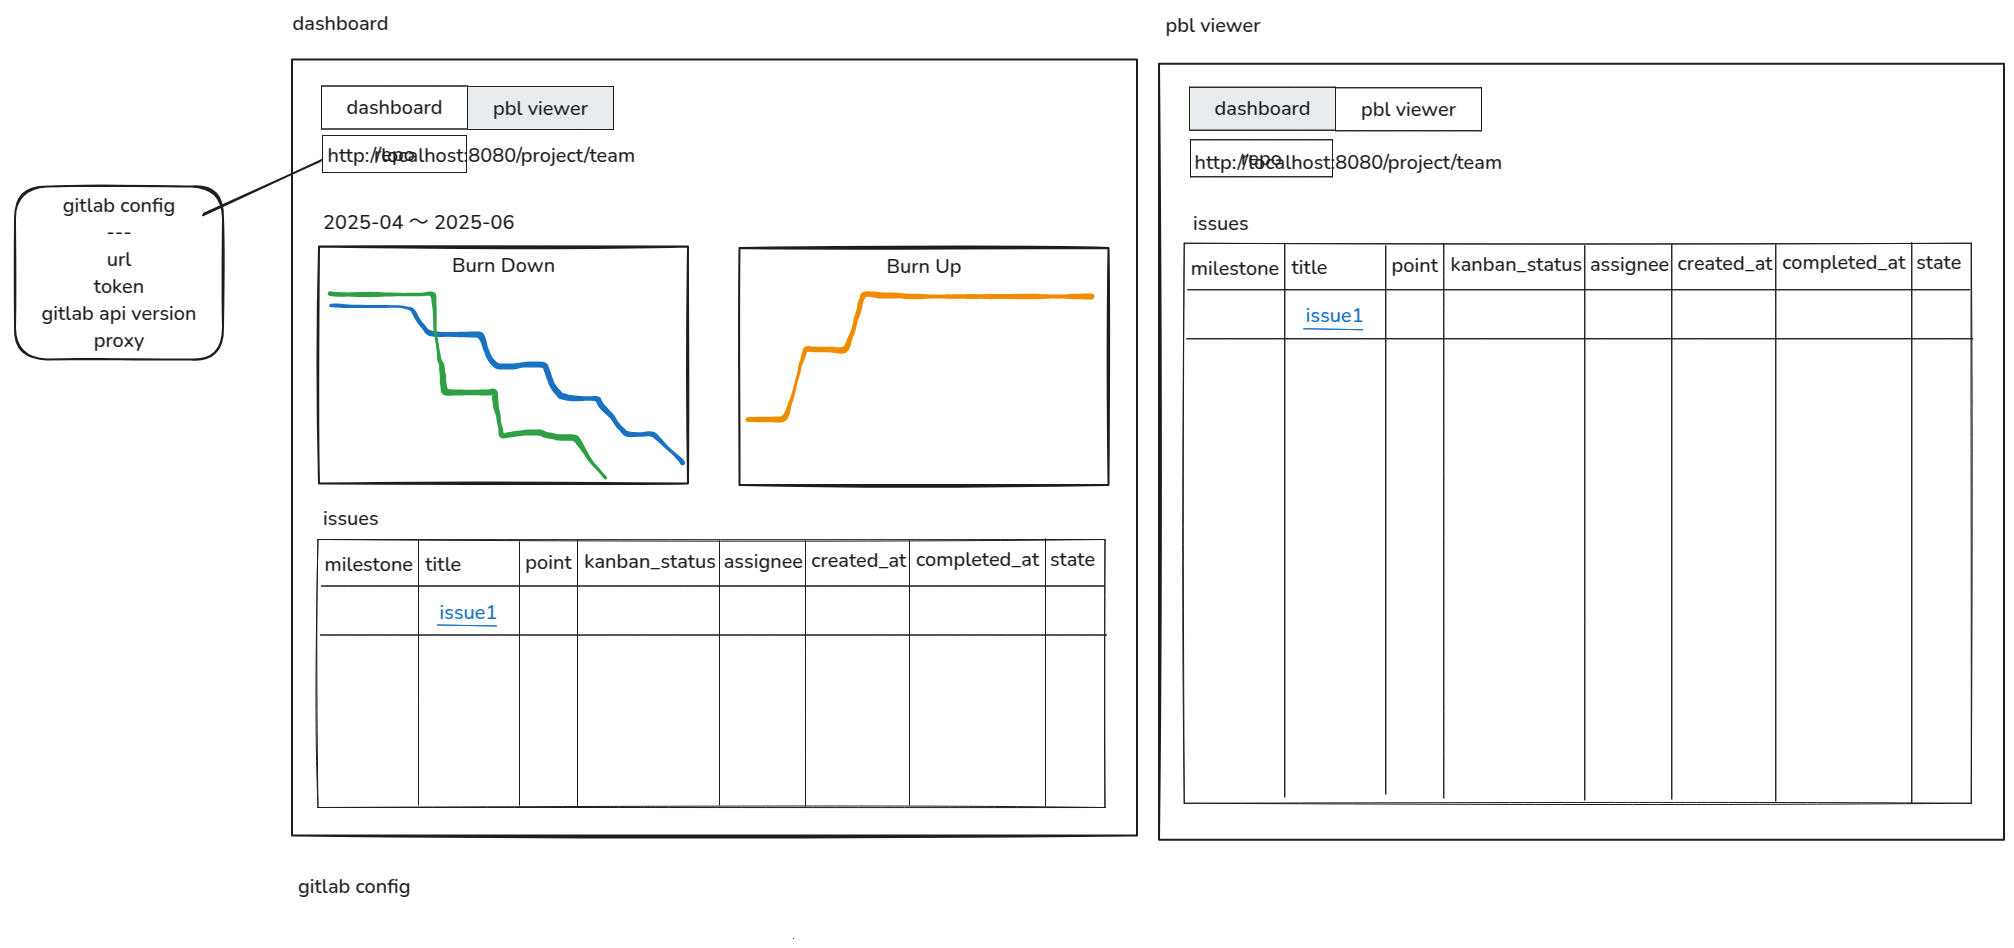 dashboard
pbl viewer
dashboard
pbl viewer
repo
http://localhost:8080/project/team
gitlab config
---
url
token
gitlab api version
proxy
2025-04 ～ 2025-06
Burn Down
Burn Up
issues
milestone title point kanban_status assignee created_at completed_at state
issue1
dashboard
pbl viewer
repo
http://localhost:8080/project/team
issues
milestone title point kanban_status assignee created_at completed_at state
issue1
gitlab config